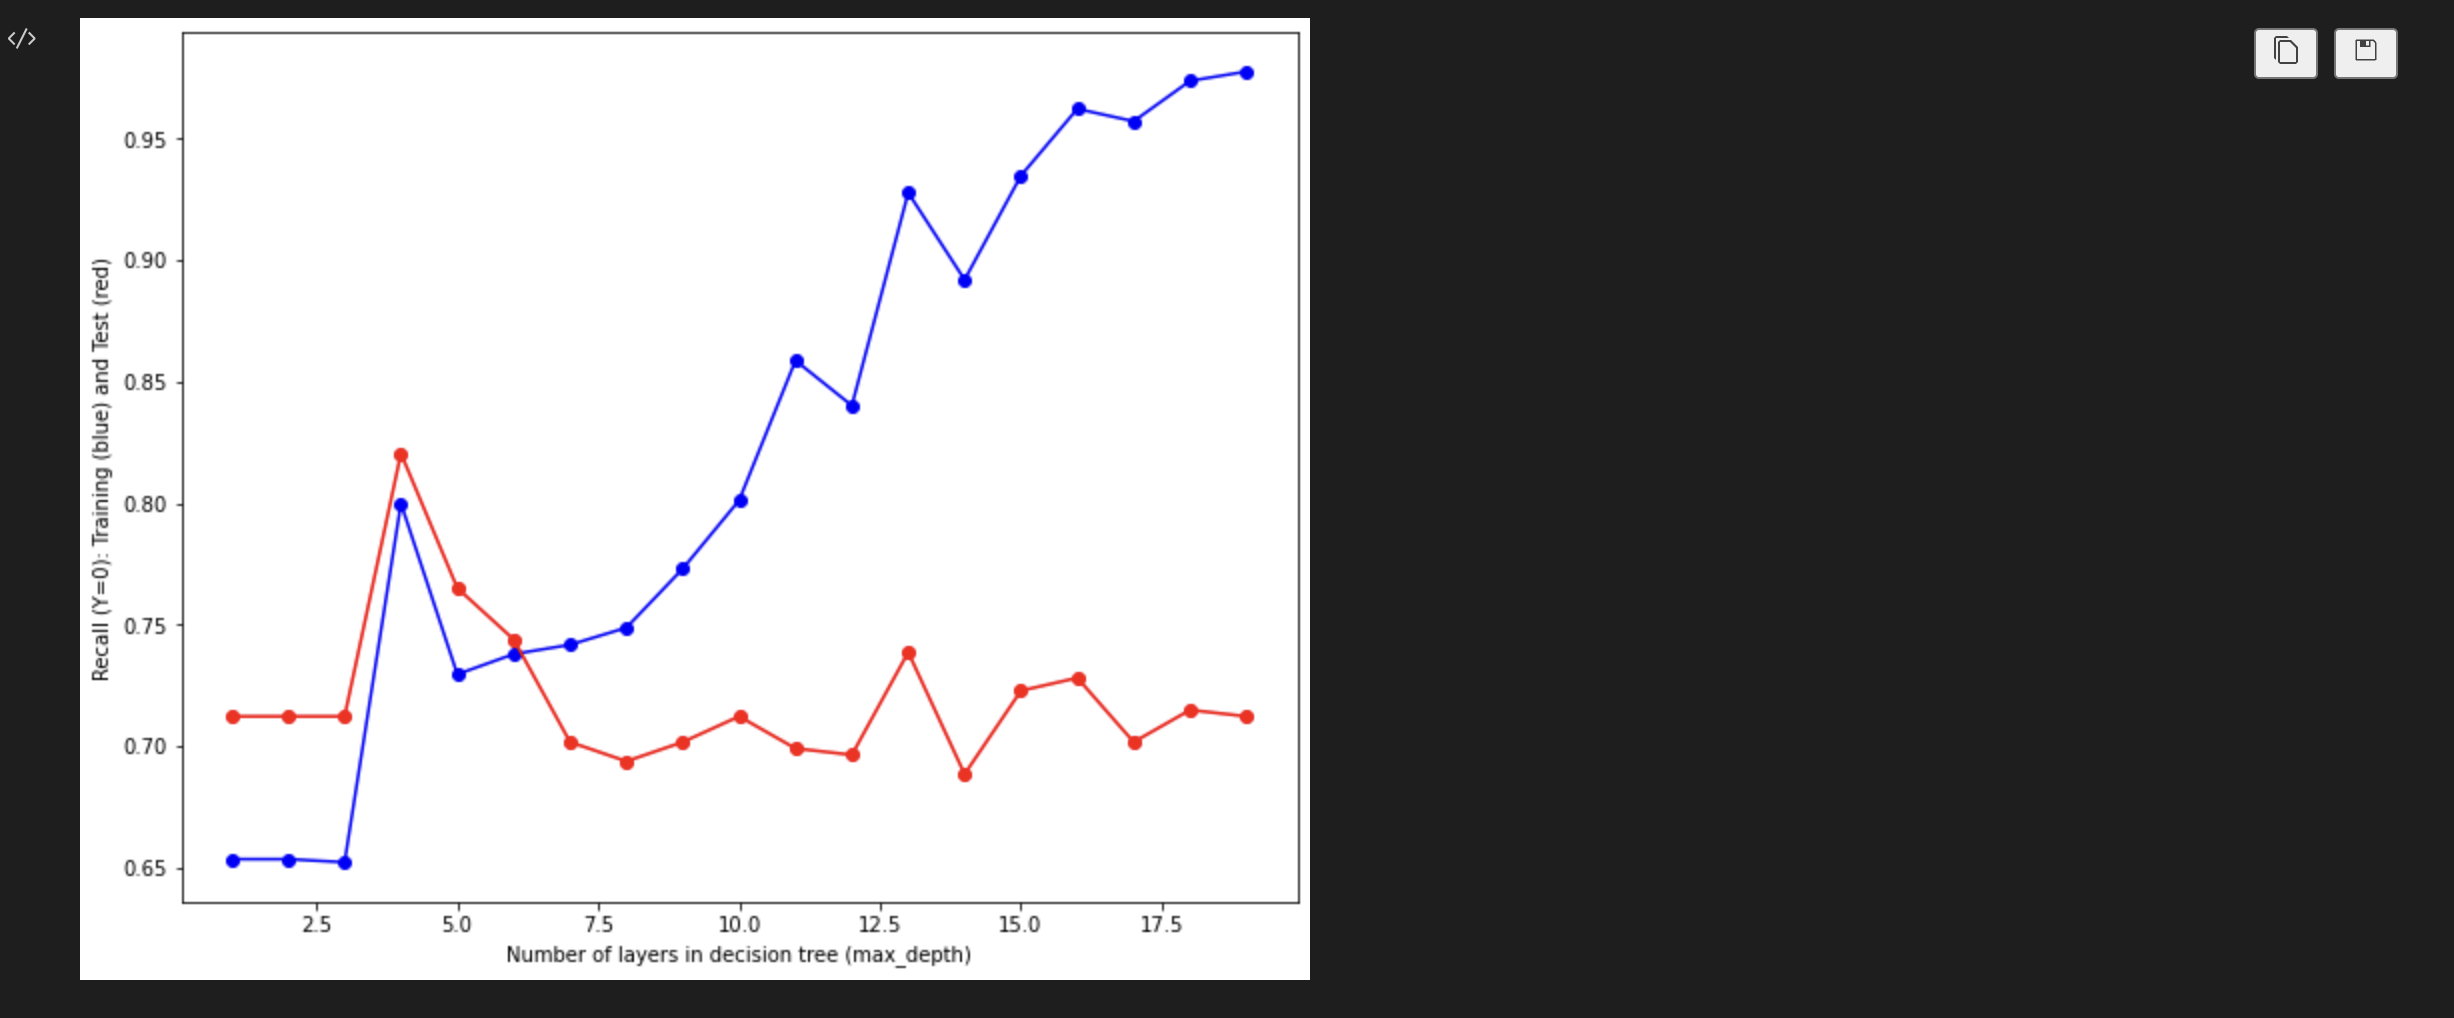 </>
0.95
0.90
0.85
0.80
0.75
0.70
0.65
Recall (Y=0): Training (blue) and Test (red)
2.5 5.0 7.5 10.0 12.5 15.0 17.5
Number of layers in decision tree (max_depth)